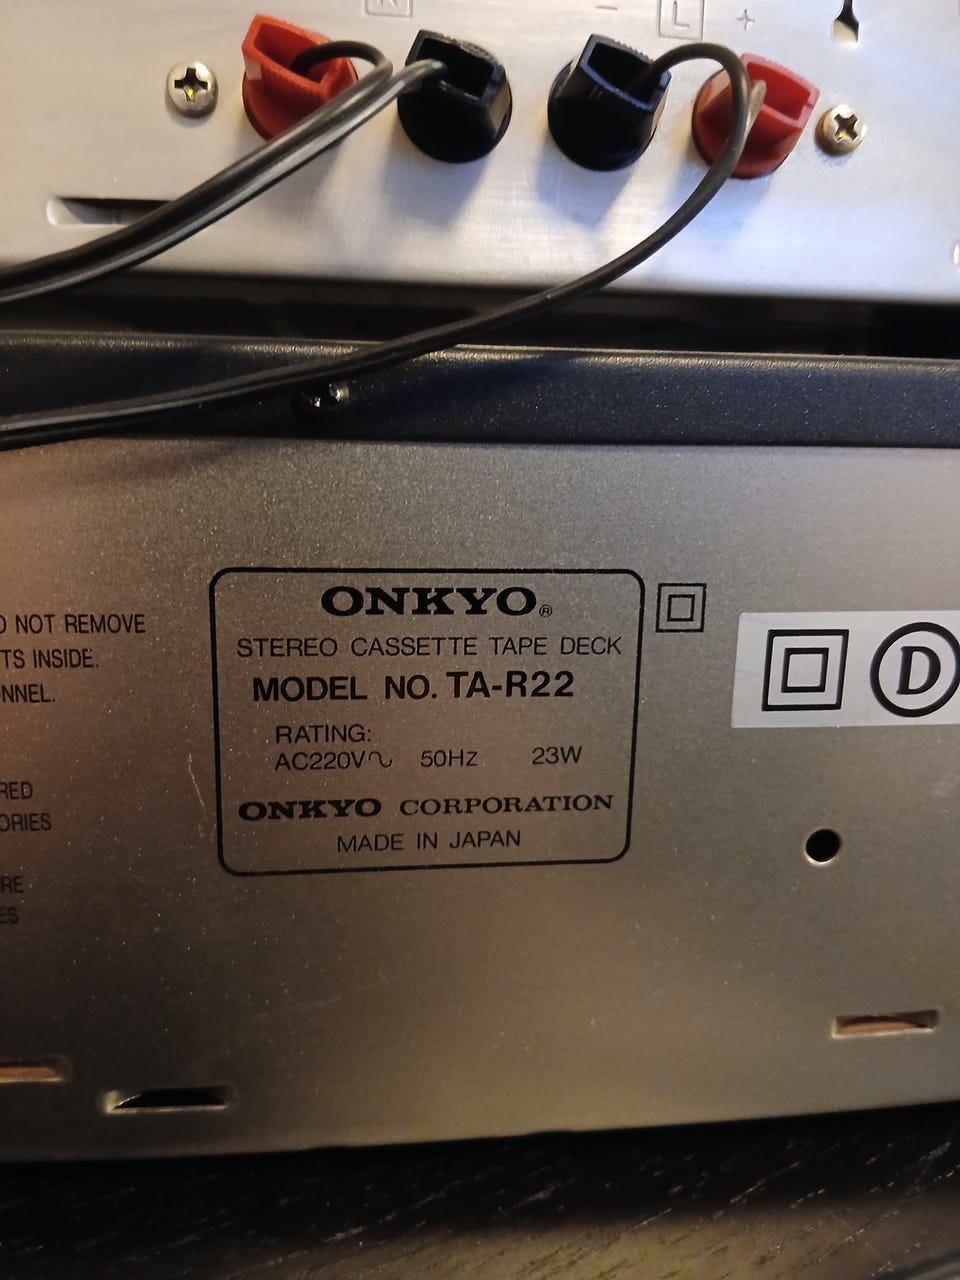 R
−
L
+
DO NOT REMOVE
TS INSIDE.
NNEL.
RED
ORIES
RE
ES
ONKYO®
STEREO CASSETTE TAPE DECK
MODEL NO. TA-R22
RATING:
AC220V∿ 50Hz 23W
ONKYO CORPORATION
MADE IN JAPAN
D